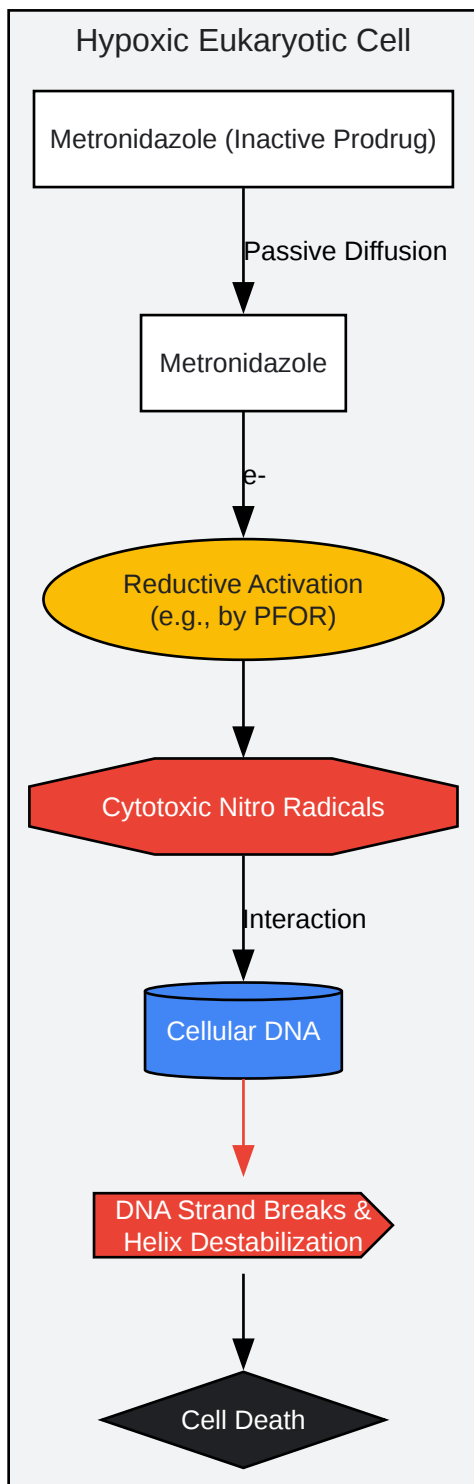 Hypoxic Eukaryotic Cell
Metronidazole (Inactive Prodrug)
Passive Diffusion
Metronidazole
e-
Reductive Activation
(e.g., by PFOR)
Cytotoxic Nitro Radicals
Interaction
Cellular DNA
DNA Strand Breaks &
Helix Destabilization
Cell Death